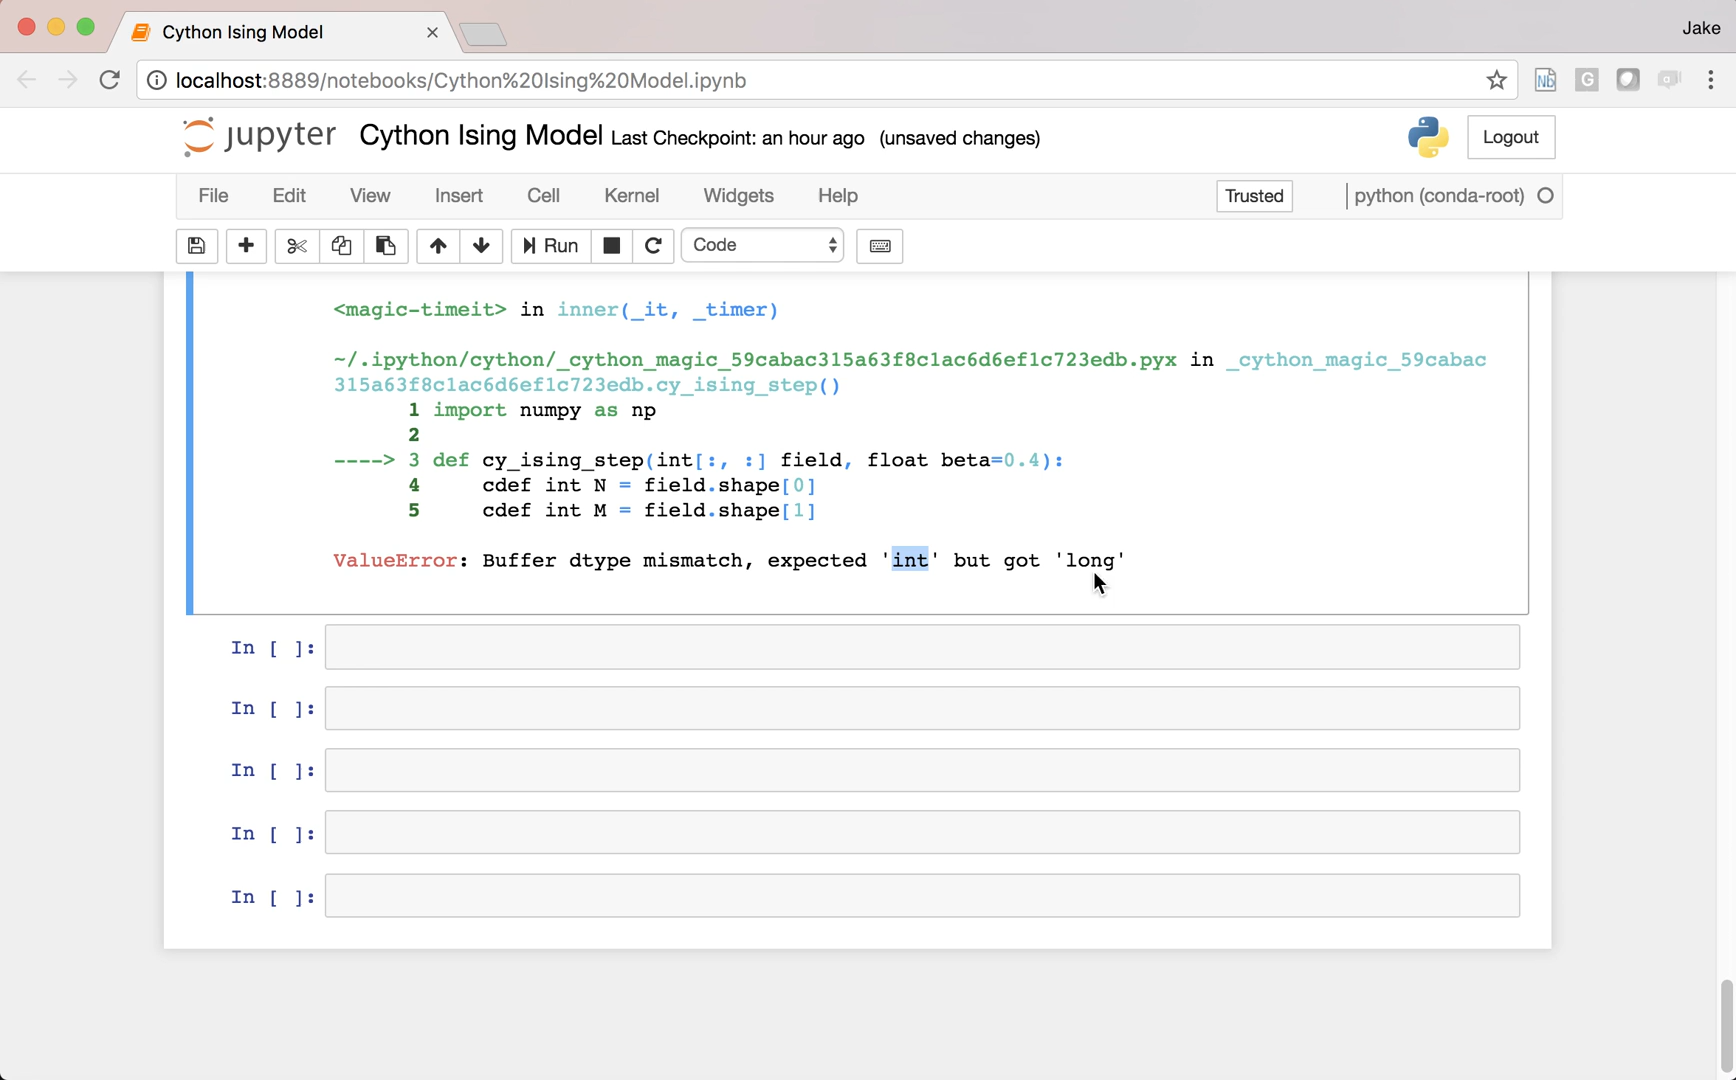 Cython Ising Model
Jake
localhost:8889/notebooks/Cython%20Ising%20Model.ipynb
jupyter Cython Ising Model Last Checkpoint: an hour ago (unsaved changes)
Logout
File Edit View Insert Cell Kernel Widgets Help
Trusted
python (conda-root)
Run
Code
<magic-timeit> in inner(_it, _timer)
~/.ipython/cython/_cython_magic_59cabac315a63f8c1ac6d6ef1c723edb.pyx in _cython_magic_59cabac
315a63f8c1ac6d6ef1c723edb.cy_ising_step()
1 import numpy as np
2
----> 3 def cy_ising_step(int[:, :] field, float beta=0.4):
4     cdef int N = field.shape[0]
5     cdef int M = field.shape[1]
ValueError: Buffer dtype mismatch, expected 'int' but got 'long'
In [ ]:
In [ ]:
In [ ]:
In [ ]:
In [ ]: